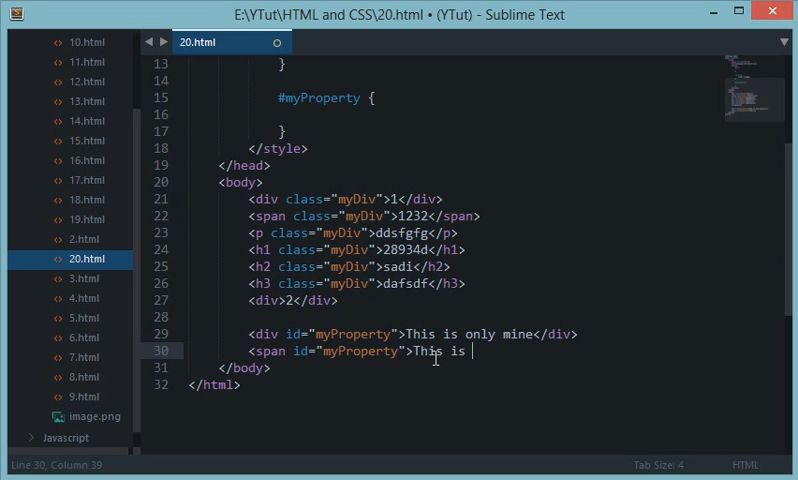 E:\YTut\HTML and CSS\20.html • (YTut) - Sublime Text
10.html
11.html
12.html
13.html
14.html
15.html
16.html
17.html
18.html
19.html
2.html
20.html
3.html
4.html
5.html
6.html
7.html
8.html
9.html
image.png
Javascript
20.html
13 }
14
15 #myProperty {
16
17 }
18 </style>
19 </head>
20 <body>
21 <div class="myDiv">1</div>
22 <span class="myDiv">1232</span>
23 <p class="myDiv">ddsfgfg</p>
24 <h1 class="myDiv">28934d</h1>
25 <h2 class="myDiv">sadi</h2>
26 <h3 class="myDiv">dafsdf</h3>
27 <div>2</div>
28
29 <div id="myProperty">This is only mine</div>
30 <span id="myProperty">This is
31 </body>
32 </html>
Line 30, Column 39
Tab Size: 4
HTML